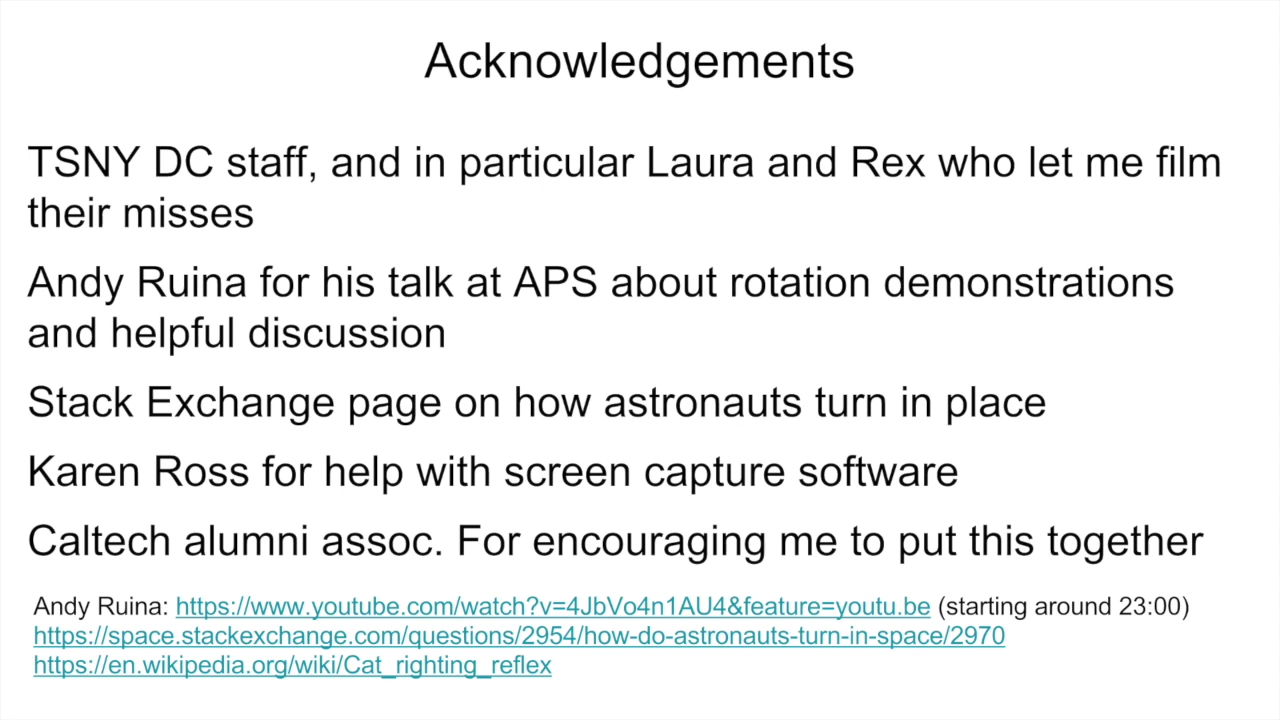 Acknowledgements
TSNY DC staff, and in particular Laura and Rex who let me film
their misses
Andy Ruina for his talk at APS about rotation demonstrations
and helpful discussion
Stack Exchange page on how astronauts turn in place
Karen Ross for help with screen capture software
Caltech alumni assoc. For encouraging me to put this together
Andy Ruina: https://www.youtube.com/watch?v=4JbVo4n1AU4&feature=youtu.be (starting around 23:00)
https://space.stackexchange.com/questions/2954/how-do-astronauts-turn-in-space/2970
https://en.wikipedia.org/wiki/Cat_righting_reflex